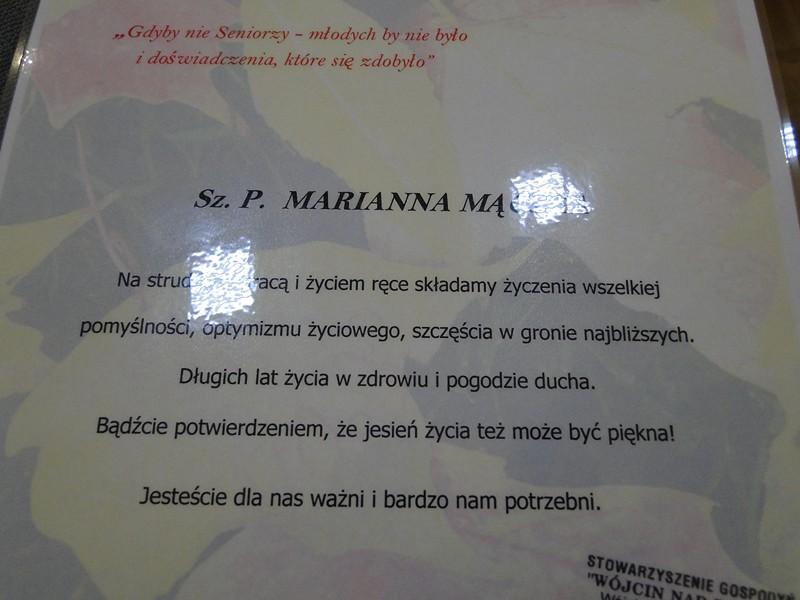 „Gdyby nie Seniorzy – młodych by nie było
i doświadczenia, które się zdobyło”
Sz. P. MARIANNA
Na i życiem ręce składamy życzenia wszelkiej
pomyślności, optymizmu życiowego, szczęścia w gronie najbliższych.
Długich lat życia w zdrowiu i pogodzie ducha.
Bądźcie potwierdzeniem, że jesień życia też może być piękna!
Jesteście dla nas ważni i bardzo nam potrzebni.
STOWARZYSZENIE
"WÓJCIN